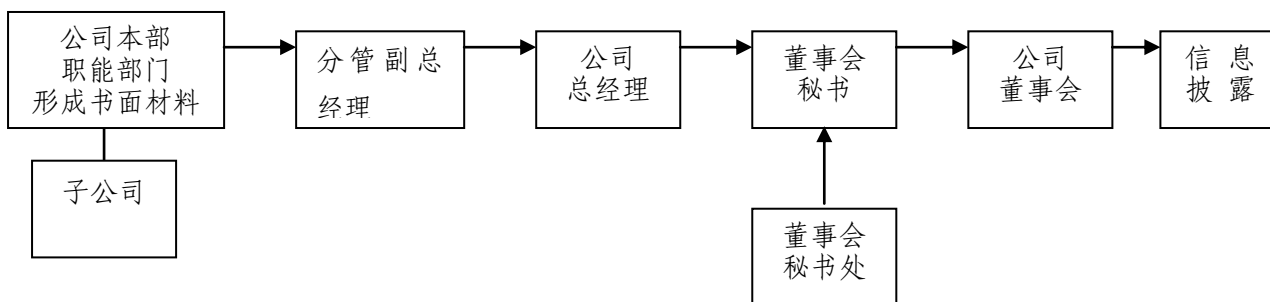 公司本部
职能部门
形成书面材料
分管副总
经理
公司
总经理
董事会
秘书
公司
董事会
信息
披露
子公司
董事会
秘书处